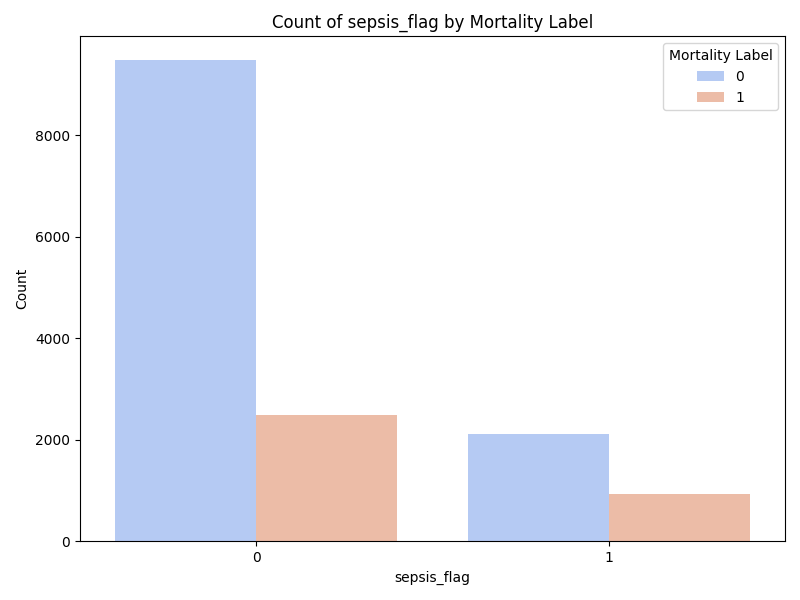 Count of sepsis_flag by Mortality Label
Mortality Label
0
1
Count
8000
6000
4000
2000
0
0 1
sepsis_flag